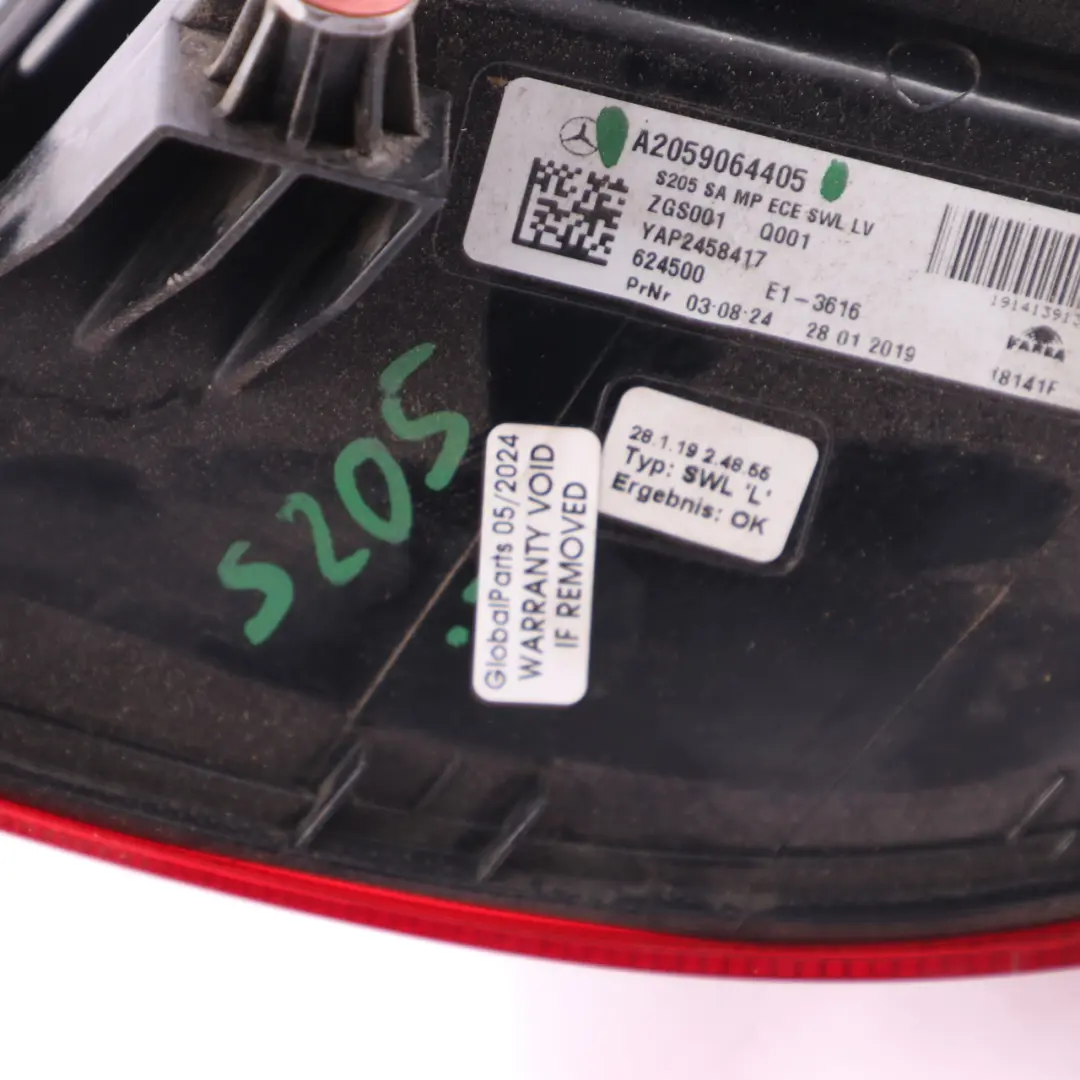 A2059064405
S205 SA MP ECE SWL LV
ZGS001 Q001
YAP2458417
624500 E1-3616
PrNr 03:08:24 28 01 2019
18141F
28.1.19 2.48.55
Typ: SWL 'L'
Ergebnis: OK
GlobalParts 05/2024
WARRANTY VOID
IF REMOVED
S205